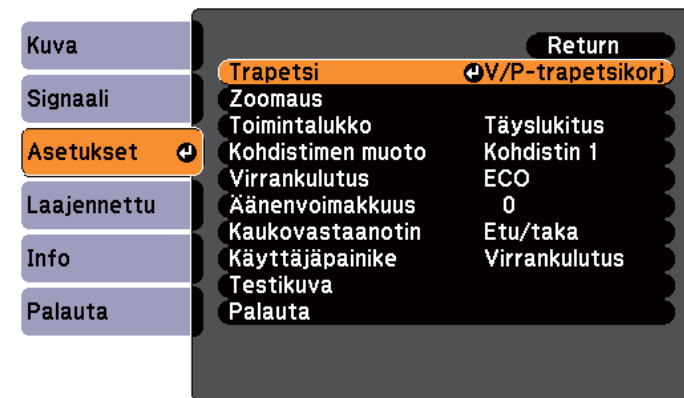 Kuva
Signaali
Asetukset
Laajennettu
Info
Palauta
Return
Trapetsi V/P-trapetsikorj
Zoomaus
Toimintalukko Täyslukitus
Kohdistimen muoto Kohdistin 1
Virrankulutus ECO
Äänenvoimakkuus 0
Kaukovastaanotin Etu/taka
Käyttäjäpainike Virrankulutus
Testikuva
Palauta